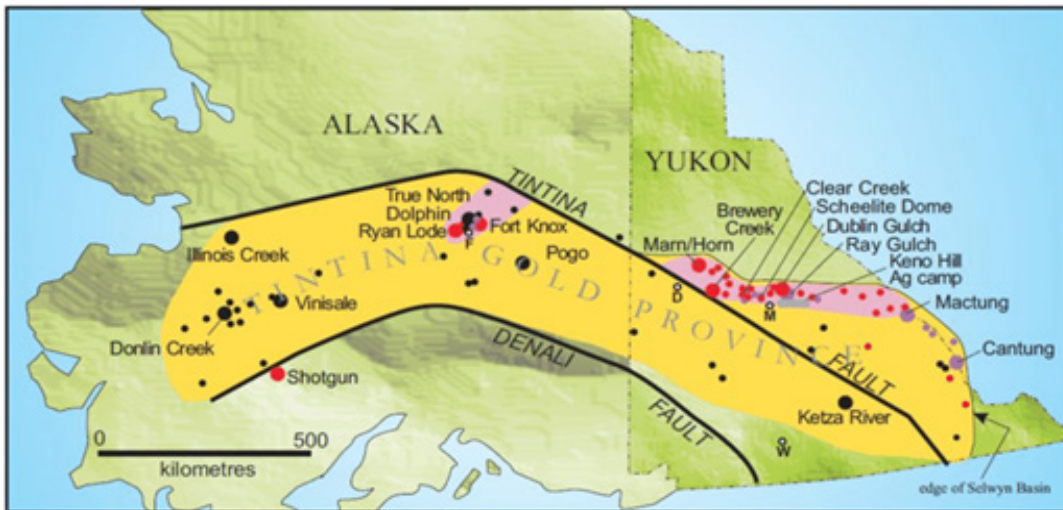 ALASKA
YUKON
TINTINA
FAULT
DENALI
FAULT
TINTINA GOLD PROVINCE
True North
Dolphin
Ryan Lode
Fort Knox
F
Illinois Creek
Pogo
Vinisale
Donlin Creek
Shotgun
Clear Creek
Scheelite Dome
Brewery
Creek
Dublin Gulch
Ray Gulch
Marn/Horn
Keno Hill
Ag camp
Mactung
D
M
Cantung
Ketza River
W
0
500
kilometres
edge of Selwyn Basin